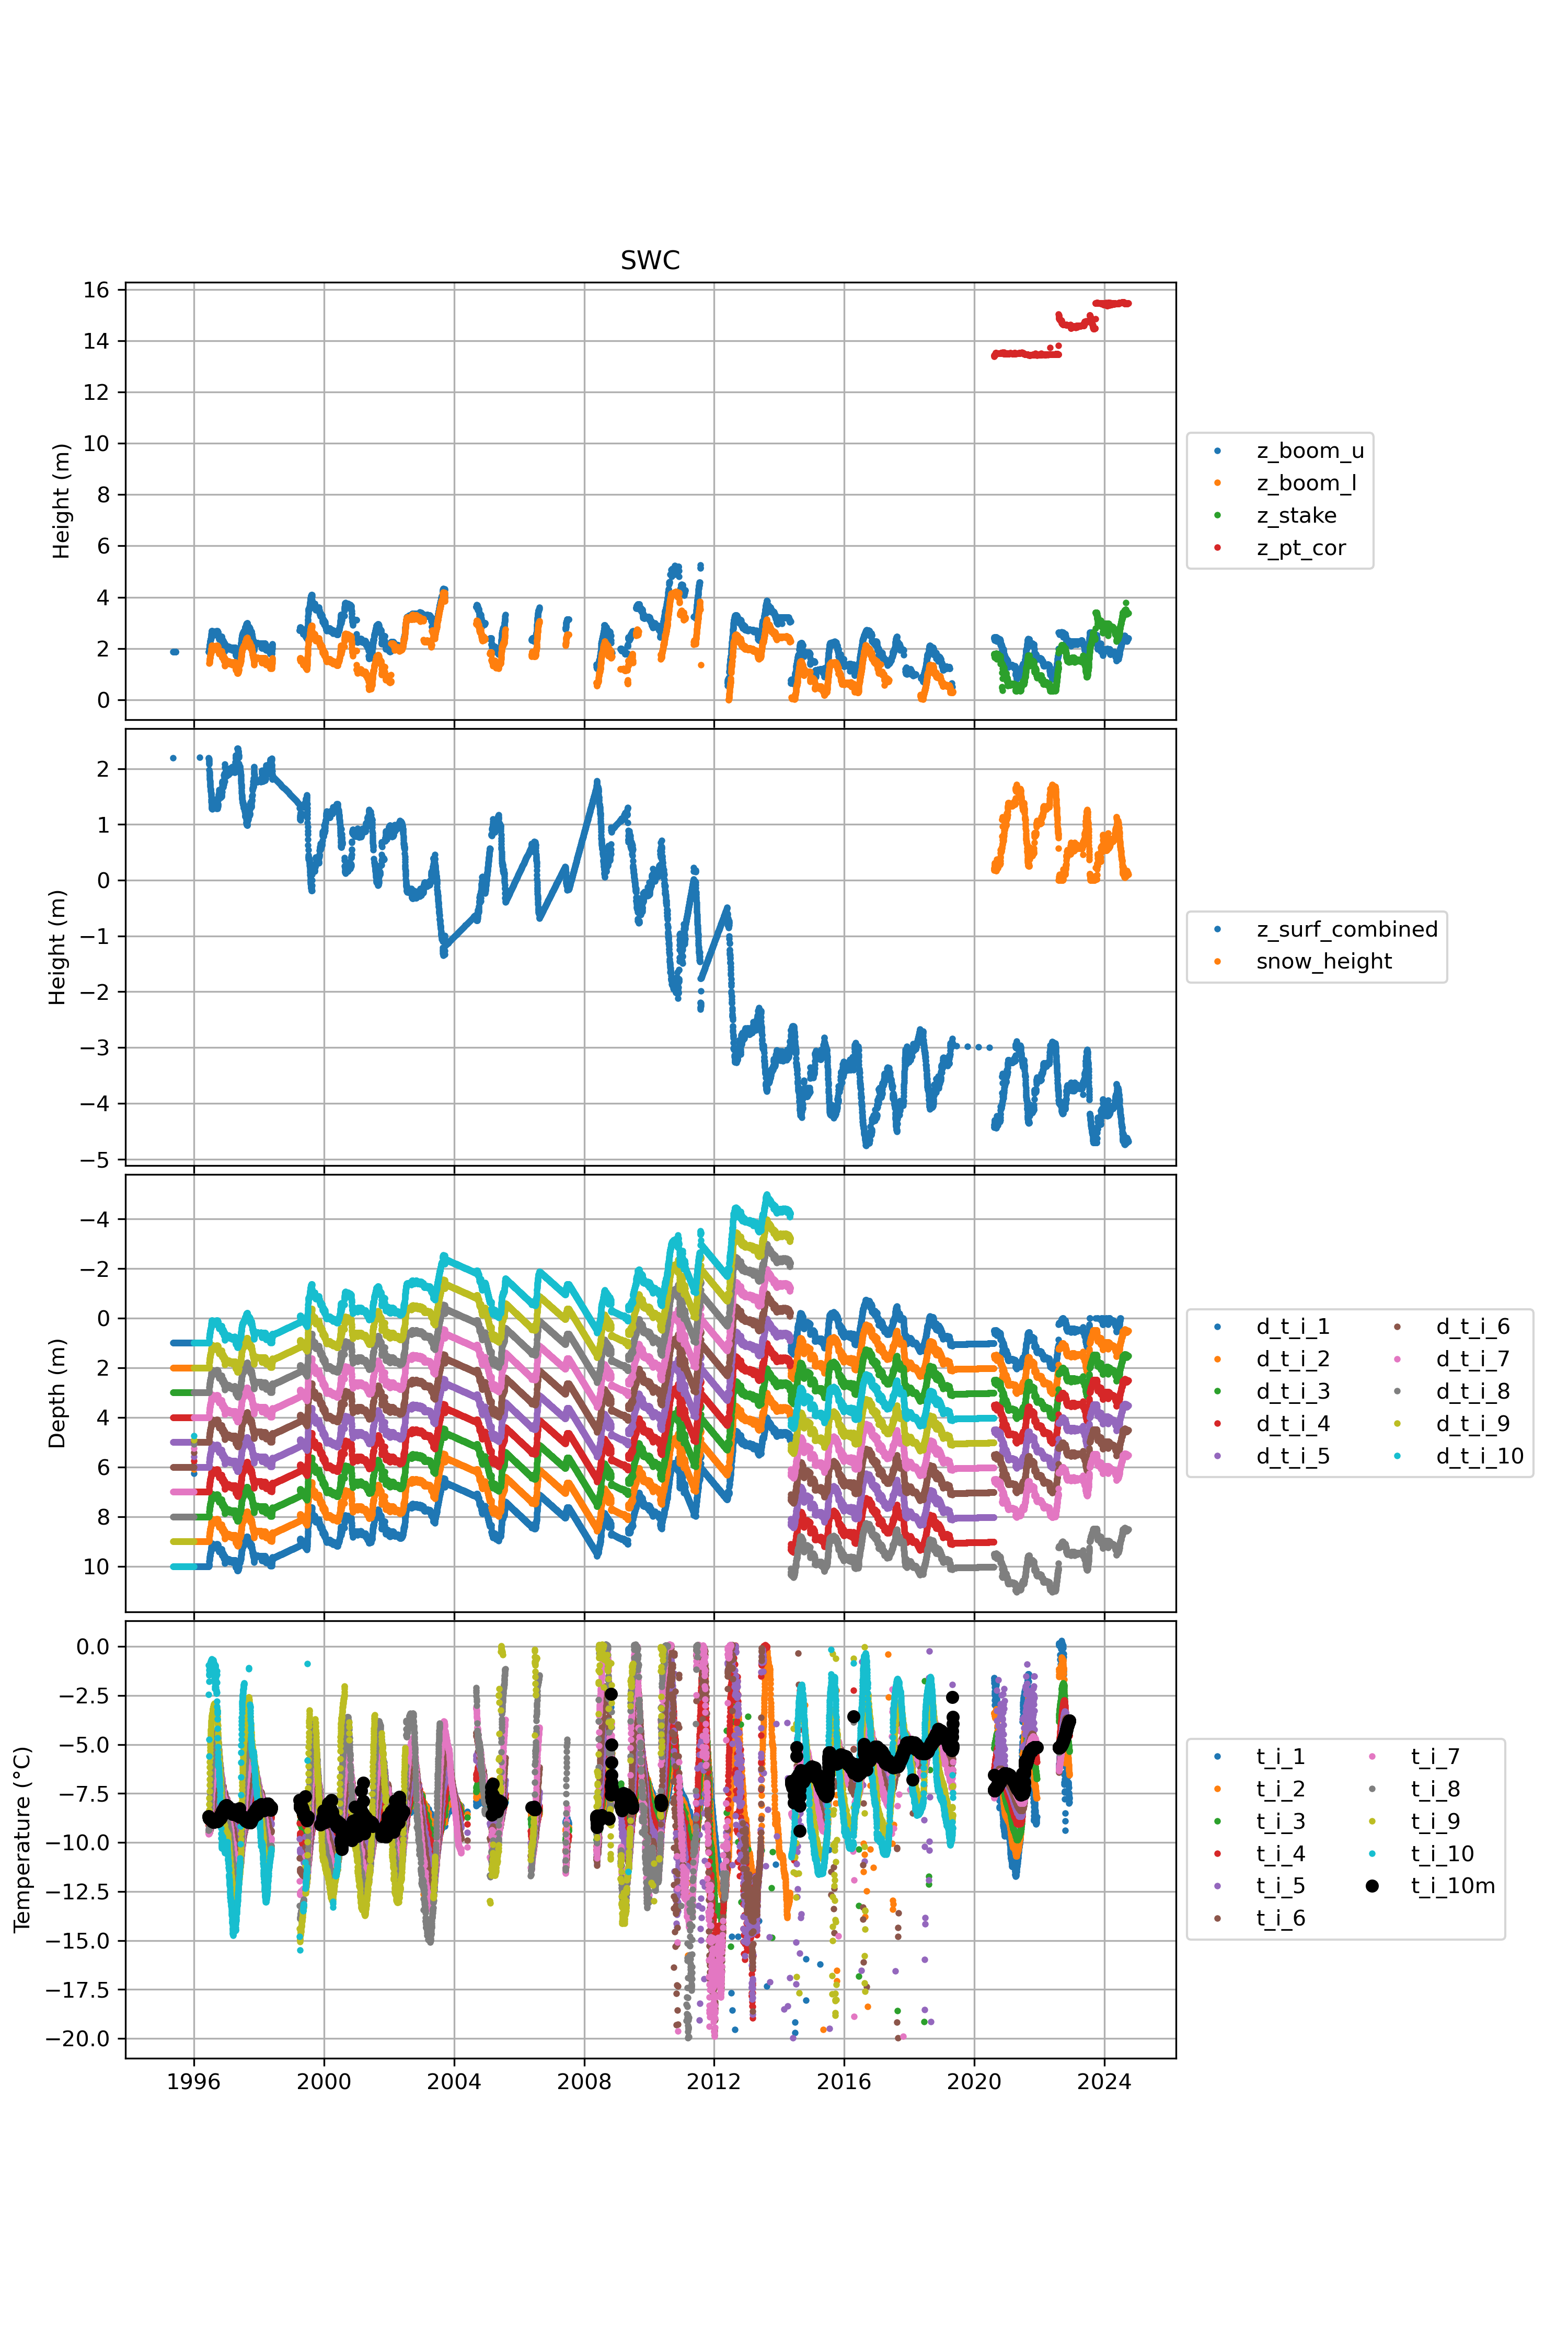 SWC
16
14
12
10
8
6
4
2
0
Height (m)
z_boom_u
z_boom_l
z_stake
z_pt_cor
2
1
0
−1
−2
−3
−4
−5
Height (m)
z_surf_combined
snow_height
−4
−2
0
2
4
6
8
10
Depth (m)
d_t_i_1
d_t_i_2
d_t_i_3
d_t_i_4
d_t_i_5
d_t_i_6
d_t_i_7
d_t_i_8
d_t_i_9
d_t_i_10
0.0
−2.5
−5.0
−7.5
−10.0
−12.5
−15.0
−17.5
−20.0
Temperature (°C)
t_i_1
t_i_2
t_i_3
t_i_4
t_i_5
t_i_6
t_i_7
t_i_8
t_i_9
t_i_10
t_i_10m
1996 2000 2004 2008 2012 2016 2020 2024